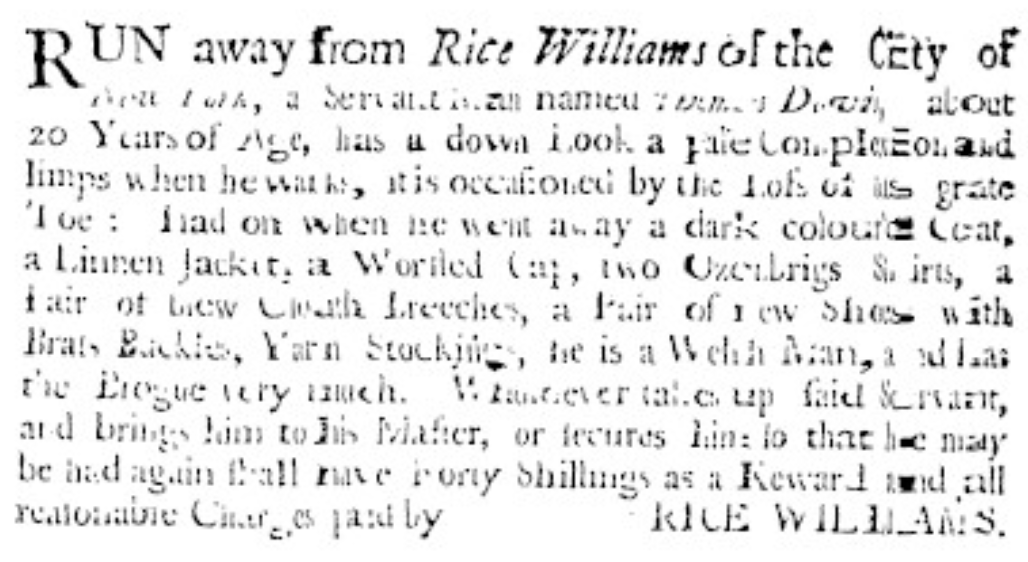 RUN away from Rice Williams of the City of
New York, a Servant Man named Down, about
20 Years of Age, has a down Look a pale Complexion and
limps when he walks, it is occaſioned by the Loſs of his grate
Toe: Had on when he went away a dark colour'd Coat,
a Linnen Jacket, a Worſted Cap, two Ozenbrigs Shirts, a
Pair of blew Cloath Breeches, a Pair of new Shoes with
Braſs Buckles, Yarn Stockings, he is a Welſh Man, and has
the Brogue very much. Whosoever takes up ſaid Servant,
and brings him to his Maſter, or ſecures him ſo that he may
be had again ſhall have Forty Shillings as a Reward and all
reaſonable Charges paid by RICE WILLIAMS.